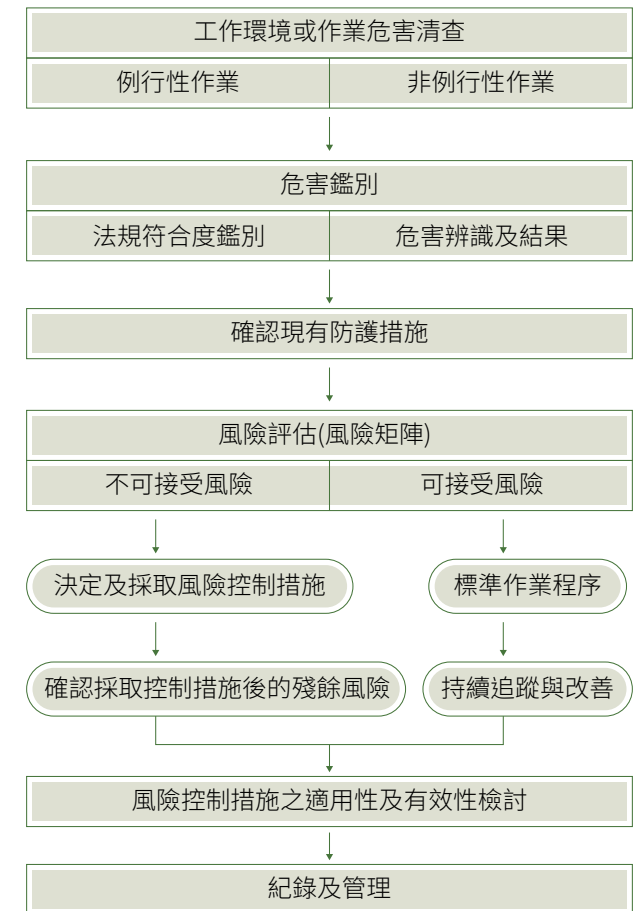 工作環境或作業危害清查
例行性作業
非例行性作業
危害鑑別
法規符合度鑑別
危害辨識及結果
確認現有防護措施
風險評估(風險矩陣)
不可接受風險
可接受風險
決定及採取風險控制措施
標準作業程序
確認採取控制措施後的殘餘風險
持續追蹤與改善
風險控制措施之適用性及有效性檢討
紀錄及管理